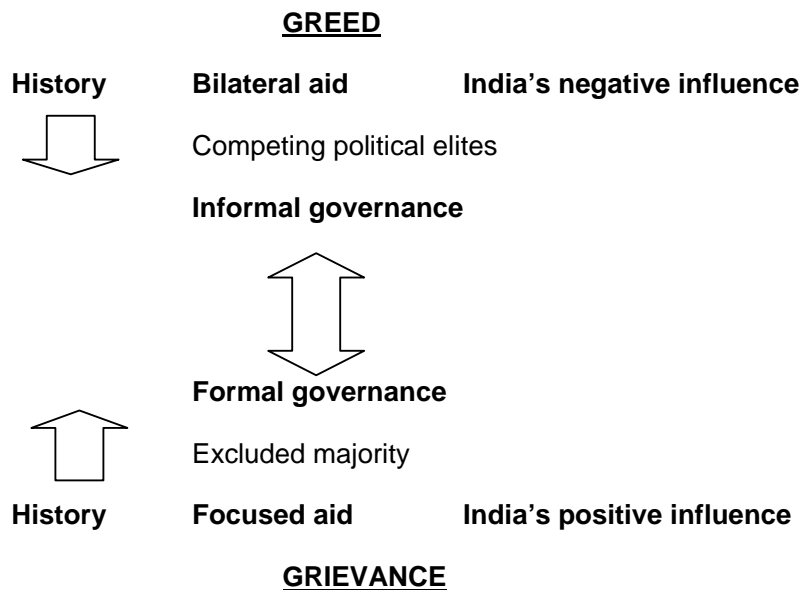 GREED
History Bilateral aid India's negative influence
Competing political elites
Informal governance
Formal governance
Excluded majority
History Focused aid India's positive influence
GRIEVANCE